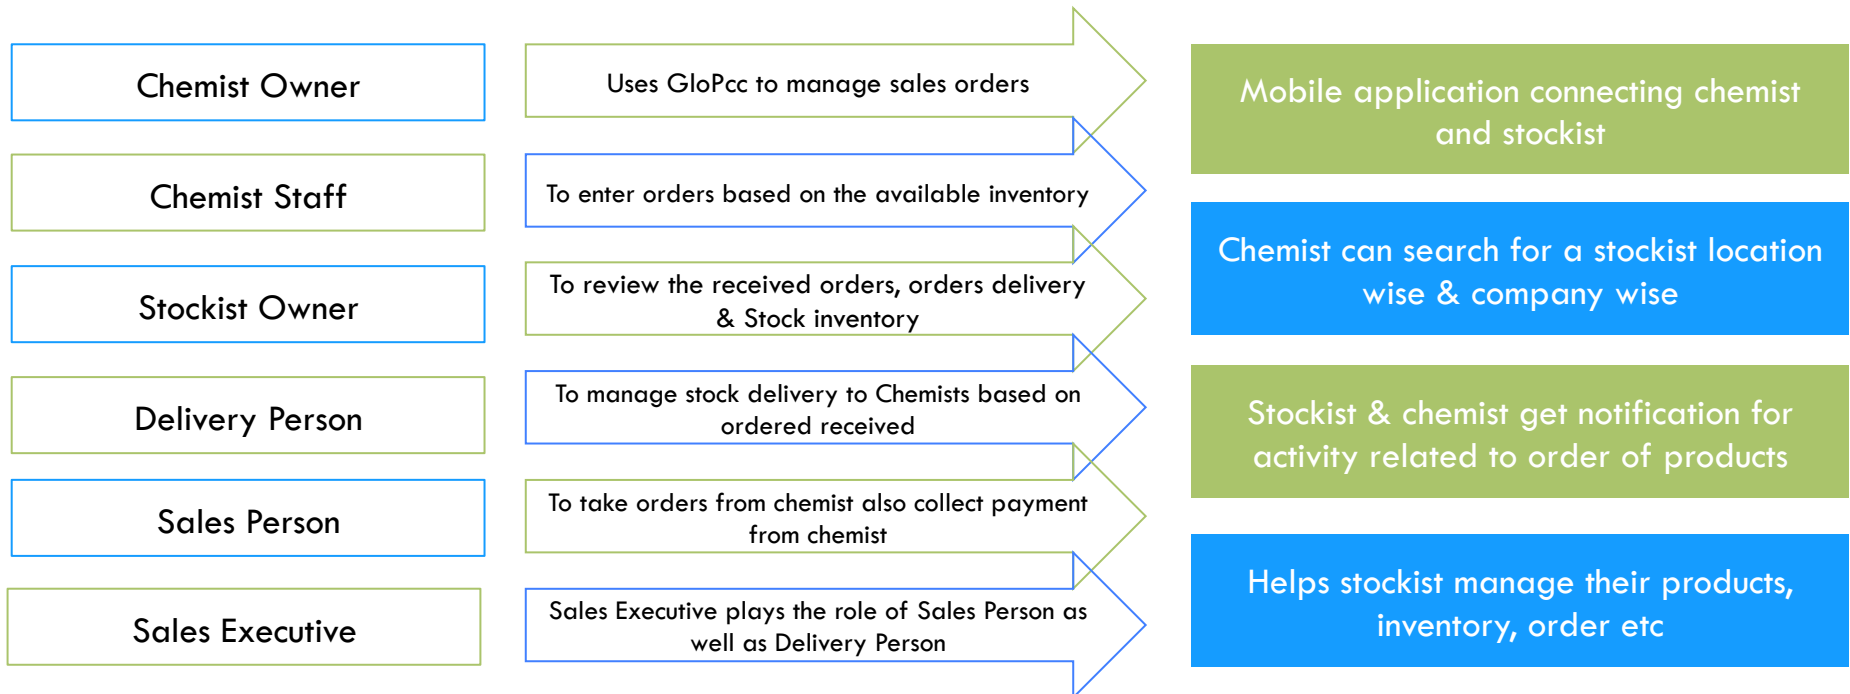 Chemist Owner
Uses GloPcc to manage sales orders
Chemist Staff
To enter orders based on the available inventory
Stockist Owner
To review the received orders, orders delivery
& Stock inventory
Delivery Person
To manage stock delivery to Chemists based on
ordered received
Sales Person
To take orders from chemist also collect payment
from chemist
Sales Executive
Sales Executive plays the role of Sales Person as
well as Delivery Person
Mobile application connecting chemist
and stockist
Chemist can search for a stockist location
wise & company wise
Stockist & chemist get notification for
activity related to order of products
Helps stockist manage their products,
inventory, order etc